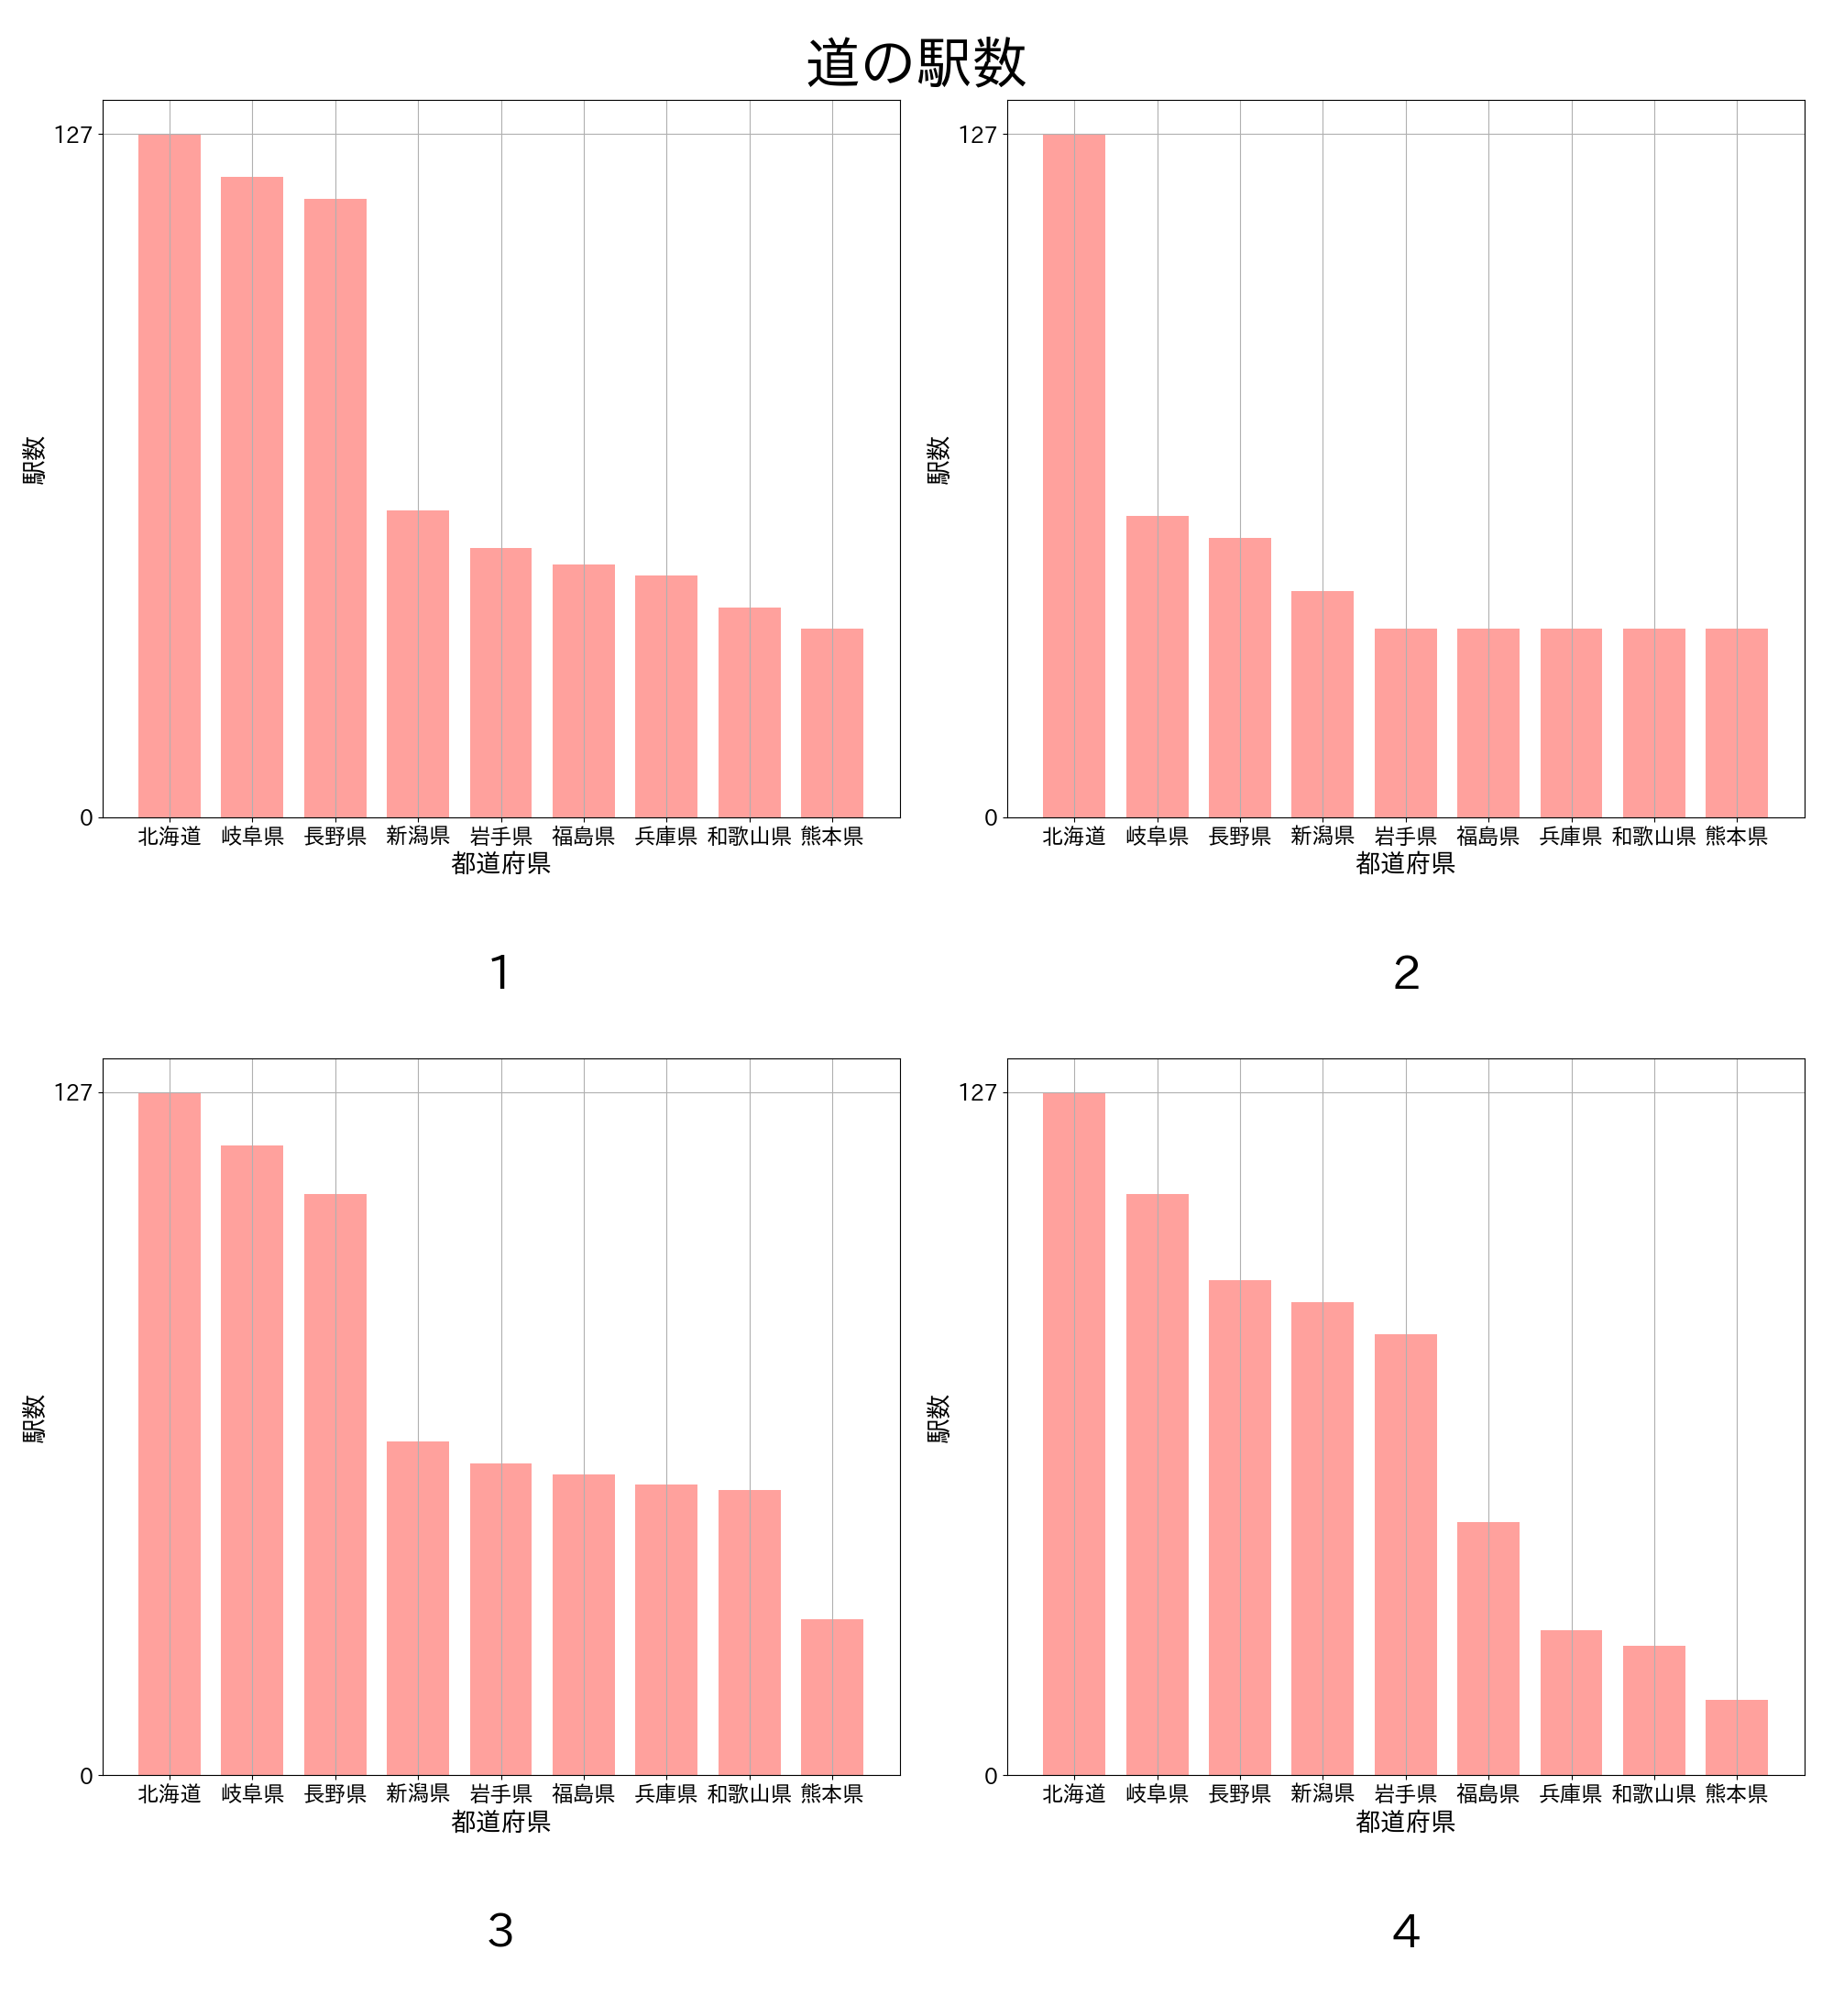 道の駅数
127
0
駅数
北海道 岐阜県 長野県 新潟県 岩手県 福島県 兵庫県 和歌山県 熊本県
都道府県
1
127
0
駅数
北海道 岐阜県 長野県 新潟県 岩手県 福島県 兵庫県 和歌山県 熊本県
都道府県
2
127
0
駅数
北海道 岐阜県 長野県 新潟県 岩手県 福島県 兵庫県 和歌山県 熊本県
都道府県
3
127
0
駅数
北海道 岐阜県 長野県 新潟県 岩手県 福島県 兵庫県 和歌山県 熊本県
都道府県
4